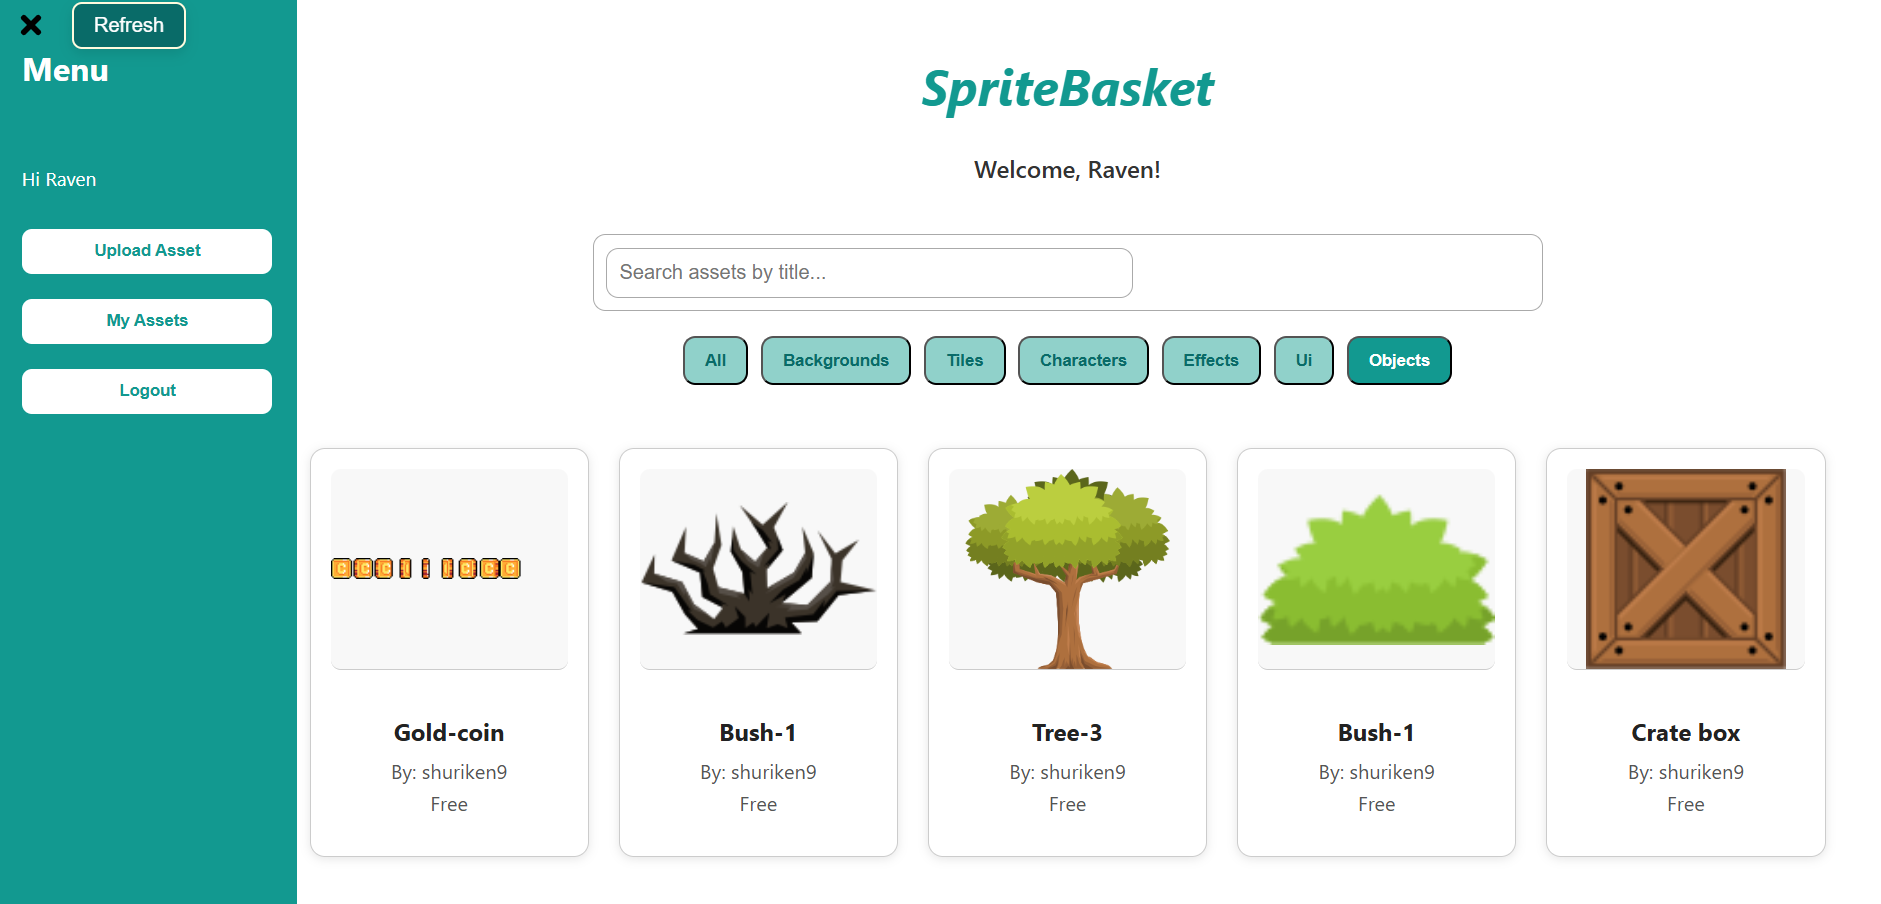 Refresh
Menu
Hi Raven
Upload Asset
My Assets
Logout
SpriteBasket
Welcome, Raven!
Search assets by title...
All Backgrounds Tiles Characters Effects Ui Objects
Gold-coin
By: shuriken9
Free
Bush-1
By: shuriken9
Free
Tree-3
By: shuriken9
Free
Bush-1
By: shuriken9
Free
Crate box
By: shuriken9
Free